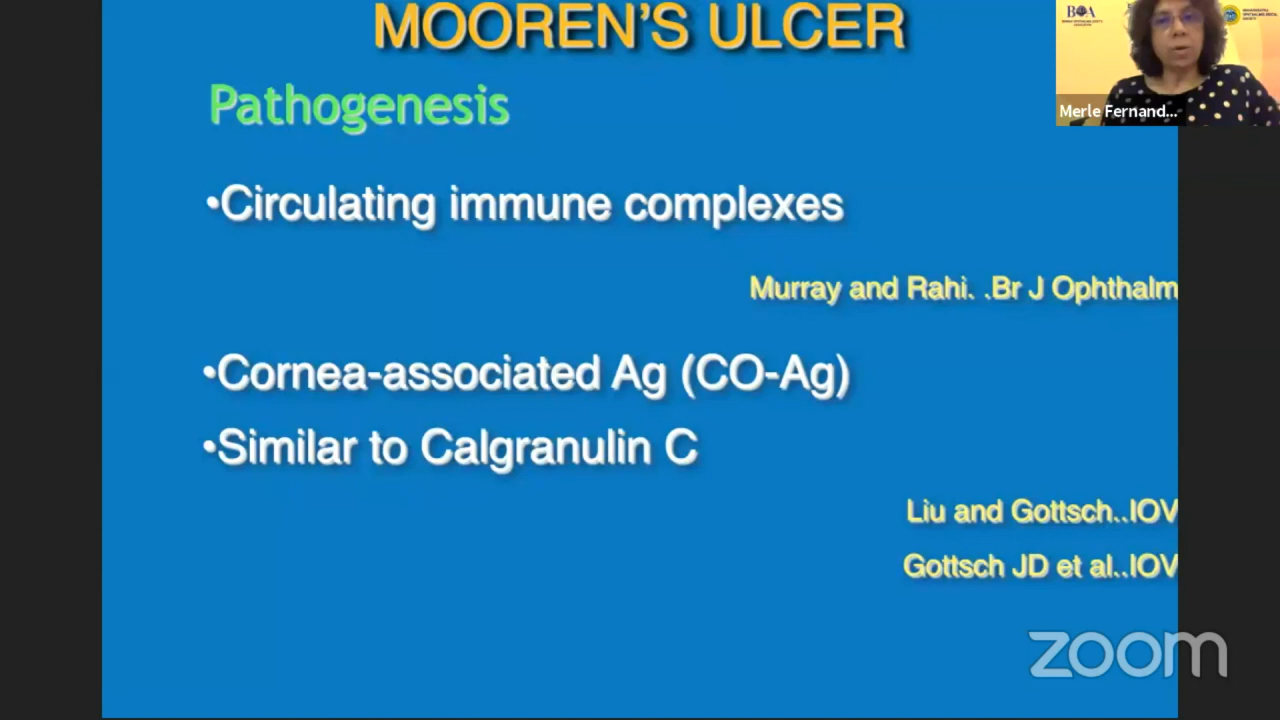 MOOREN'S ULCER
Pathogenesis
•Circulating immune complexes
Murray and Rahi. .Br J Ophthalm
•Cornea-associated Ag (CO-Ag)
•Similar to Calgranulin C
Liu and Gottsch..IOV
Gottsch JD et al..IOV
BOA
Merle Fernand...
zoom